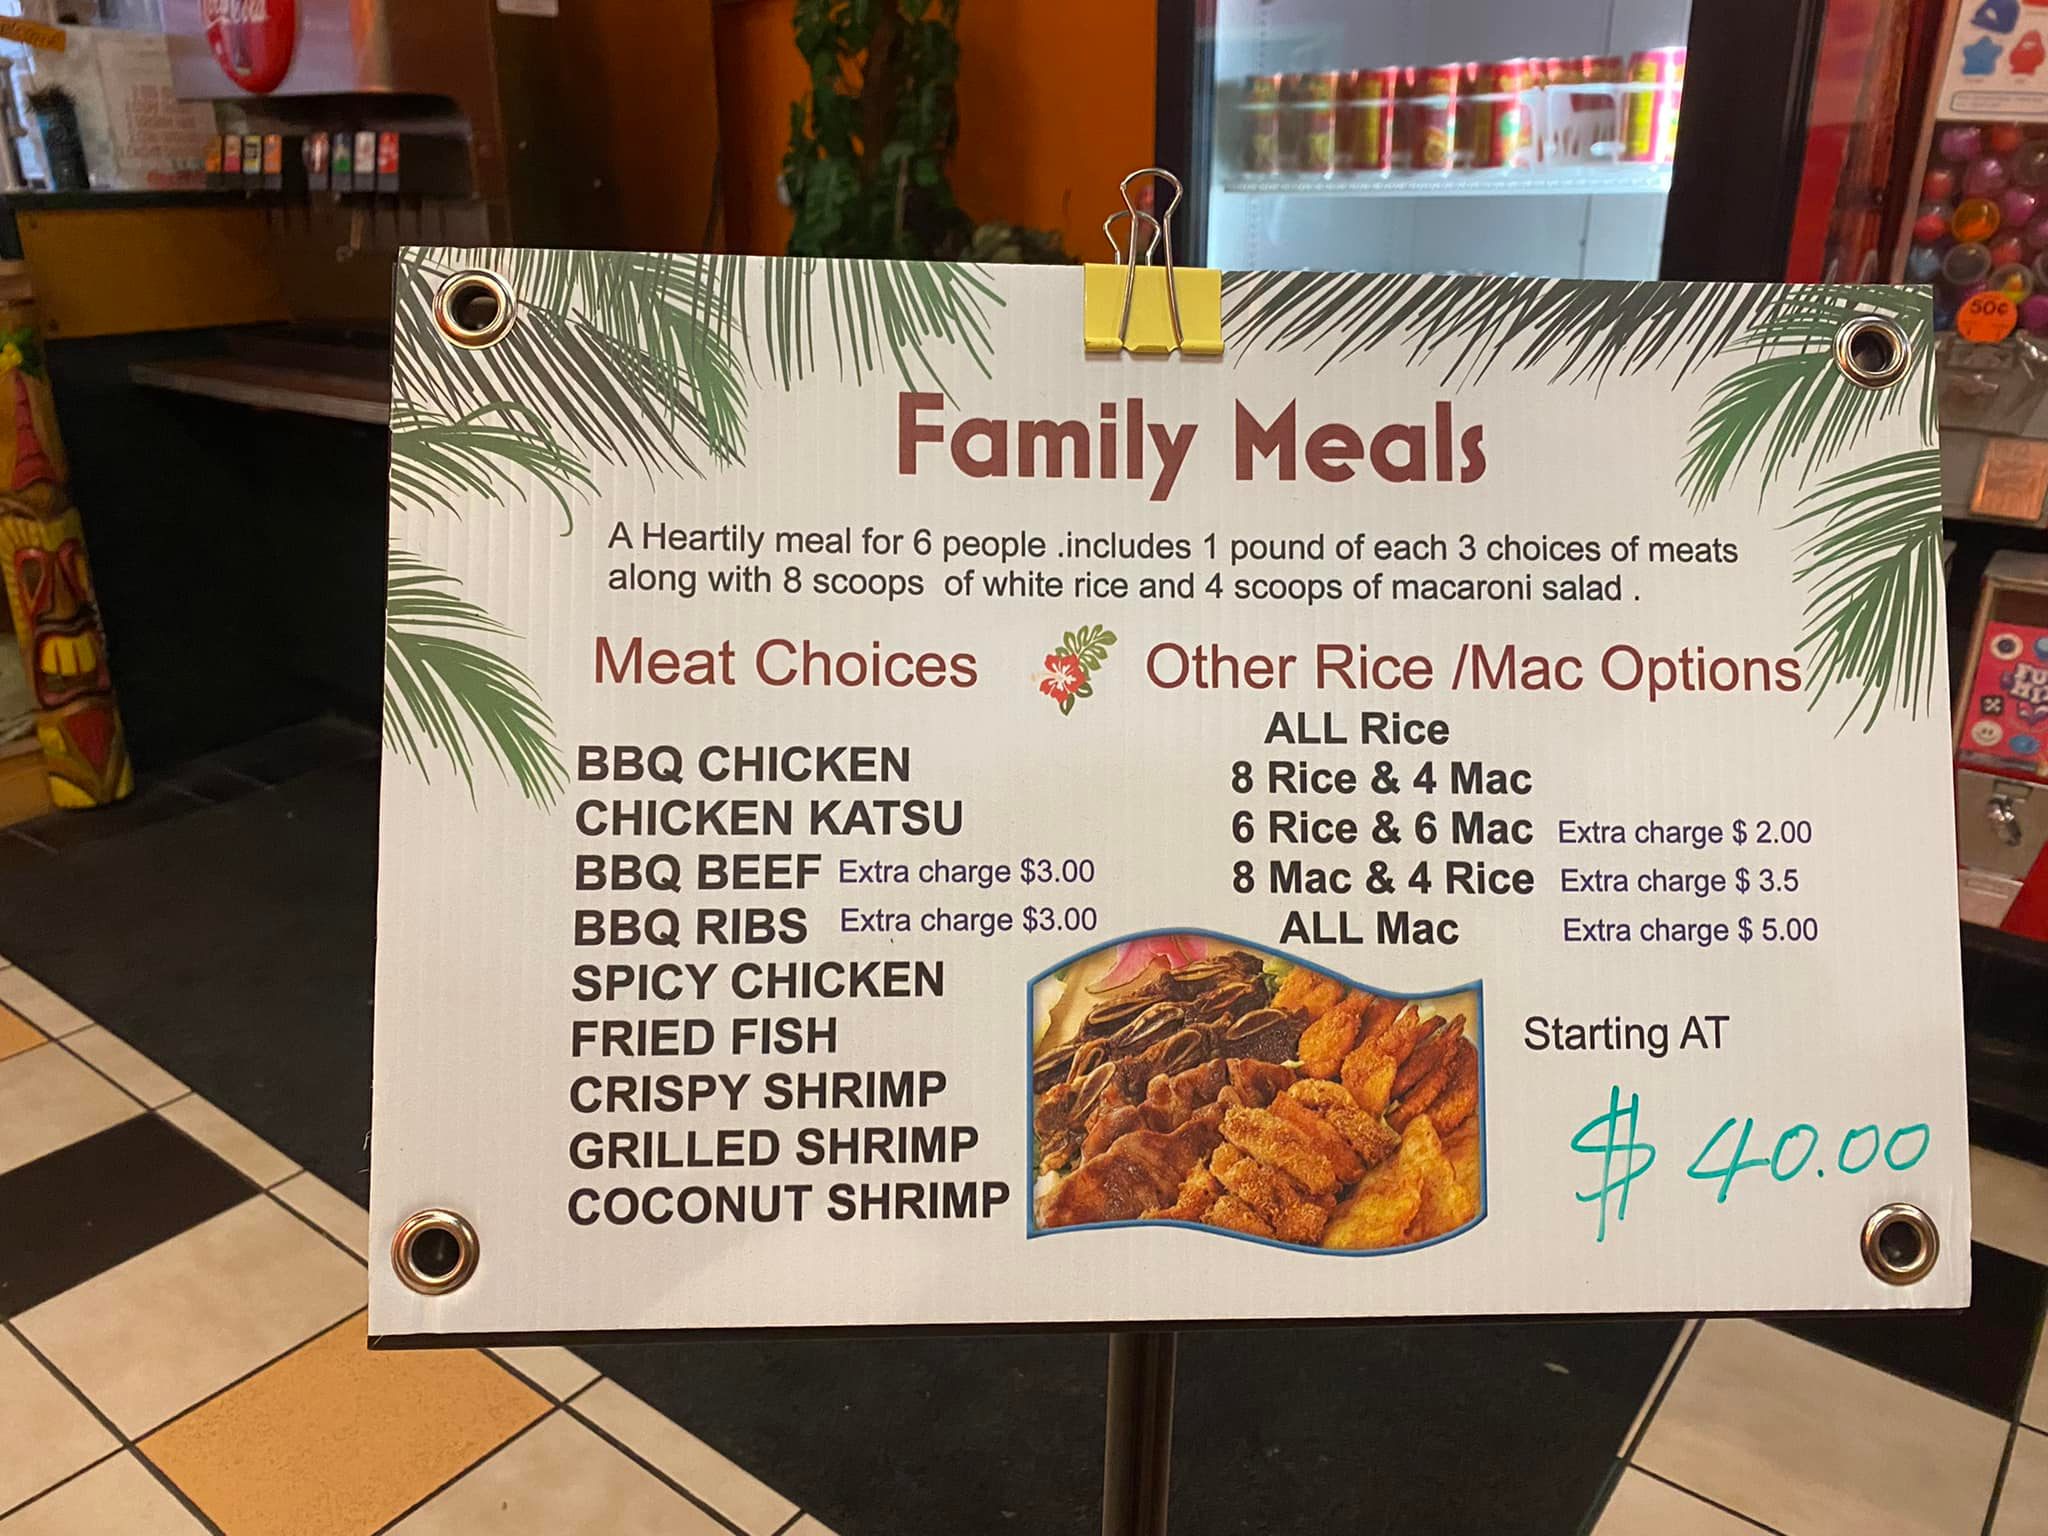 Coca-Cola
50¢
Family Meals
A Heartily meal for 6 people .includes 1 pound of each 3 choices of meats
along with 8 scoops of white rice and 4 scoops of macaroni salad .
Meat Choices
BBQ CHICKEN
CHICKEN KATSU
BBQ BEEF Extra charge $3.00
BBQ RIBS Extra charge $3.00
SPICY CHICKEN
FRIED FISH
CRISPY SHRIMP
GRILLED SHRIMP
COCONUT SHRIMP
Other Rice /Mac Options
ALL Rice
8 Rice & 4 Mac
6 Rice & 6 Mac Extra charge $ 2.00
8 Mac & 4 Rice Extra charge $ 3.5
ALL Mac Extra charge $ 5.00
Starting AT
$ 40.00